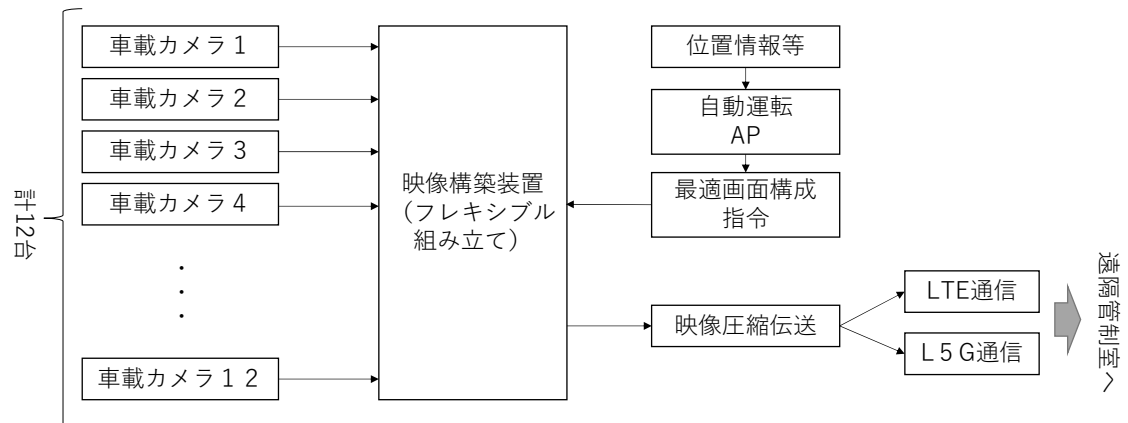 計12台
車載カメラ1
車載カメラ2
車載カメラ3
車載カメラ4
・
・
・
車載カメラ12
映像構築装置
（フレキシブル
組み立て）
位置情報等
自動運転
AP
最適画面構成
指令
映像圧縮伝送
LTE通信
L5G通信
遠隔管制室へ